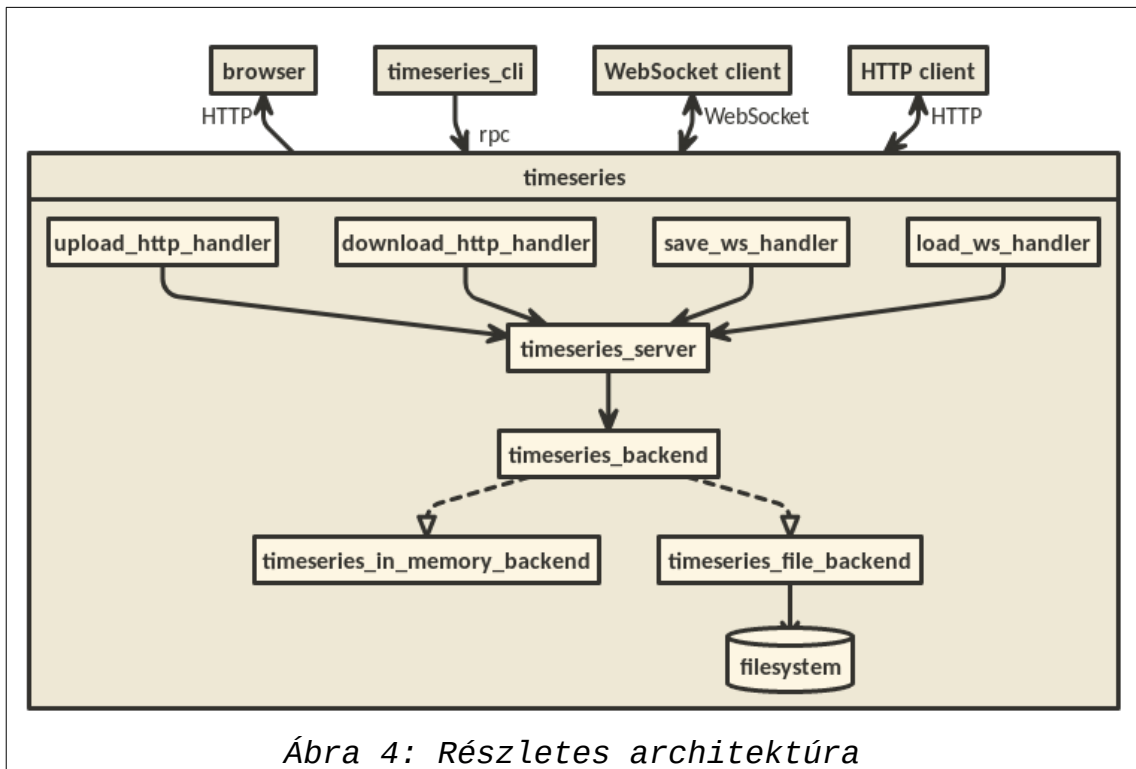 browser
timeseries_cli
WebSocket client
HTTP client
HTTP
rpc
WebSocket
HTTP
timeseries
upload_http_handler
download_http_handler
save_ws_handler
load_ws_handler
timeseries_server
timeseries_backend
timeseries_in_memory_backend
timeseries_file_backend
filesystem
Ábra 4: Részletes architektúra